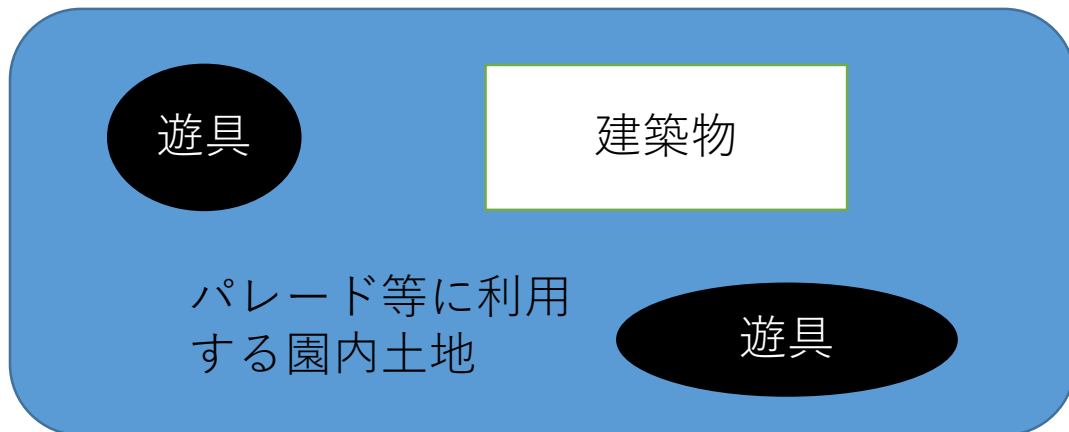 遊具
建築物
パレード等に利用
する園内土地
遊具